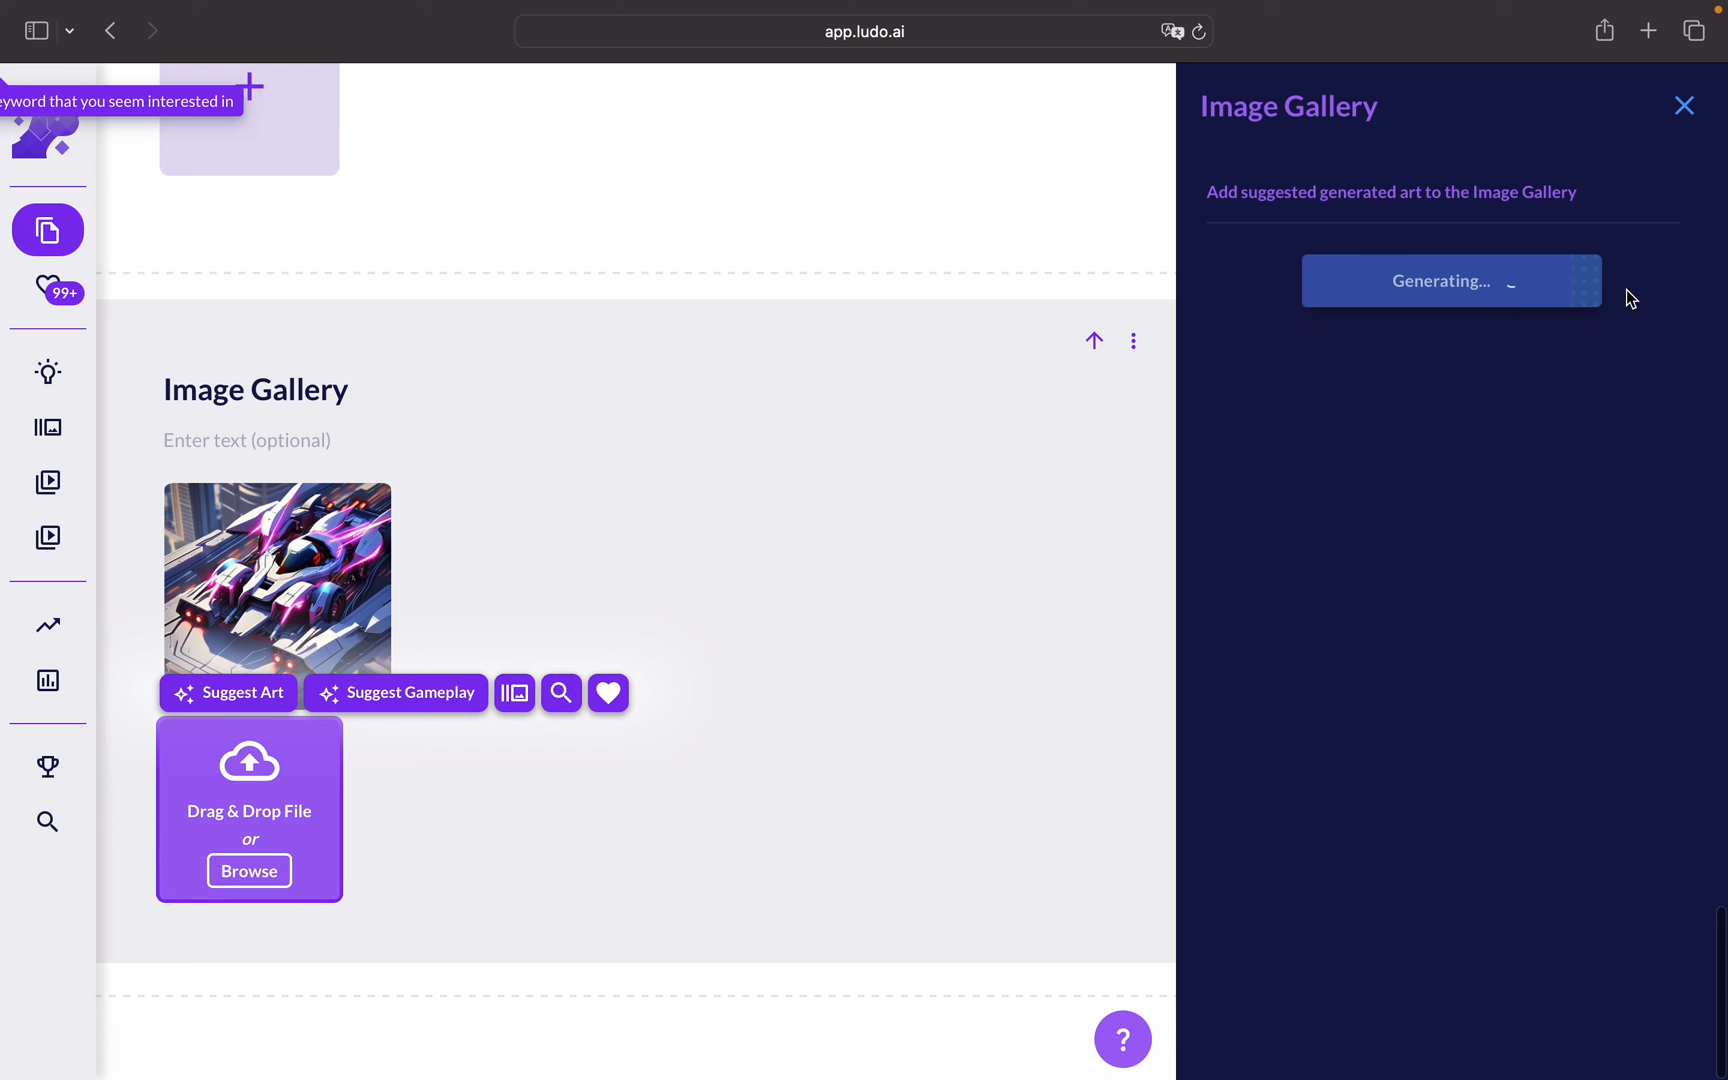 app.ludo.ai
eyword that you seem interested in
99+
Image Gallery
Enter text (optional)
Suggest Art
Suggest Gameplay
Drag & Drop File
or
Browse
?
Image Gallery
Add suggested generated art to the Image Gallery
Generating...